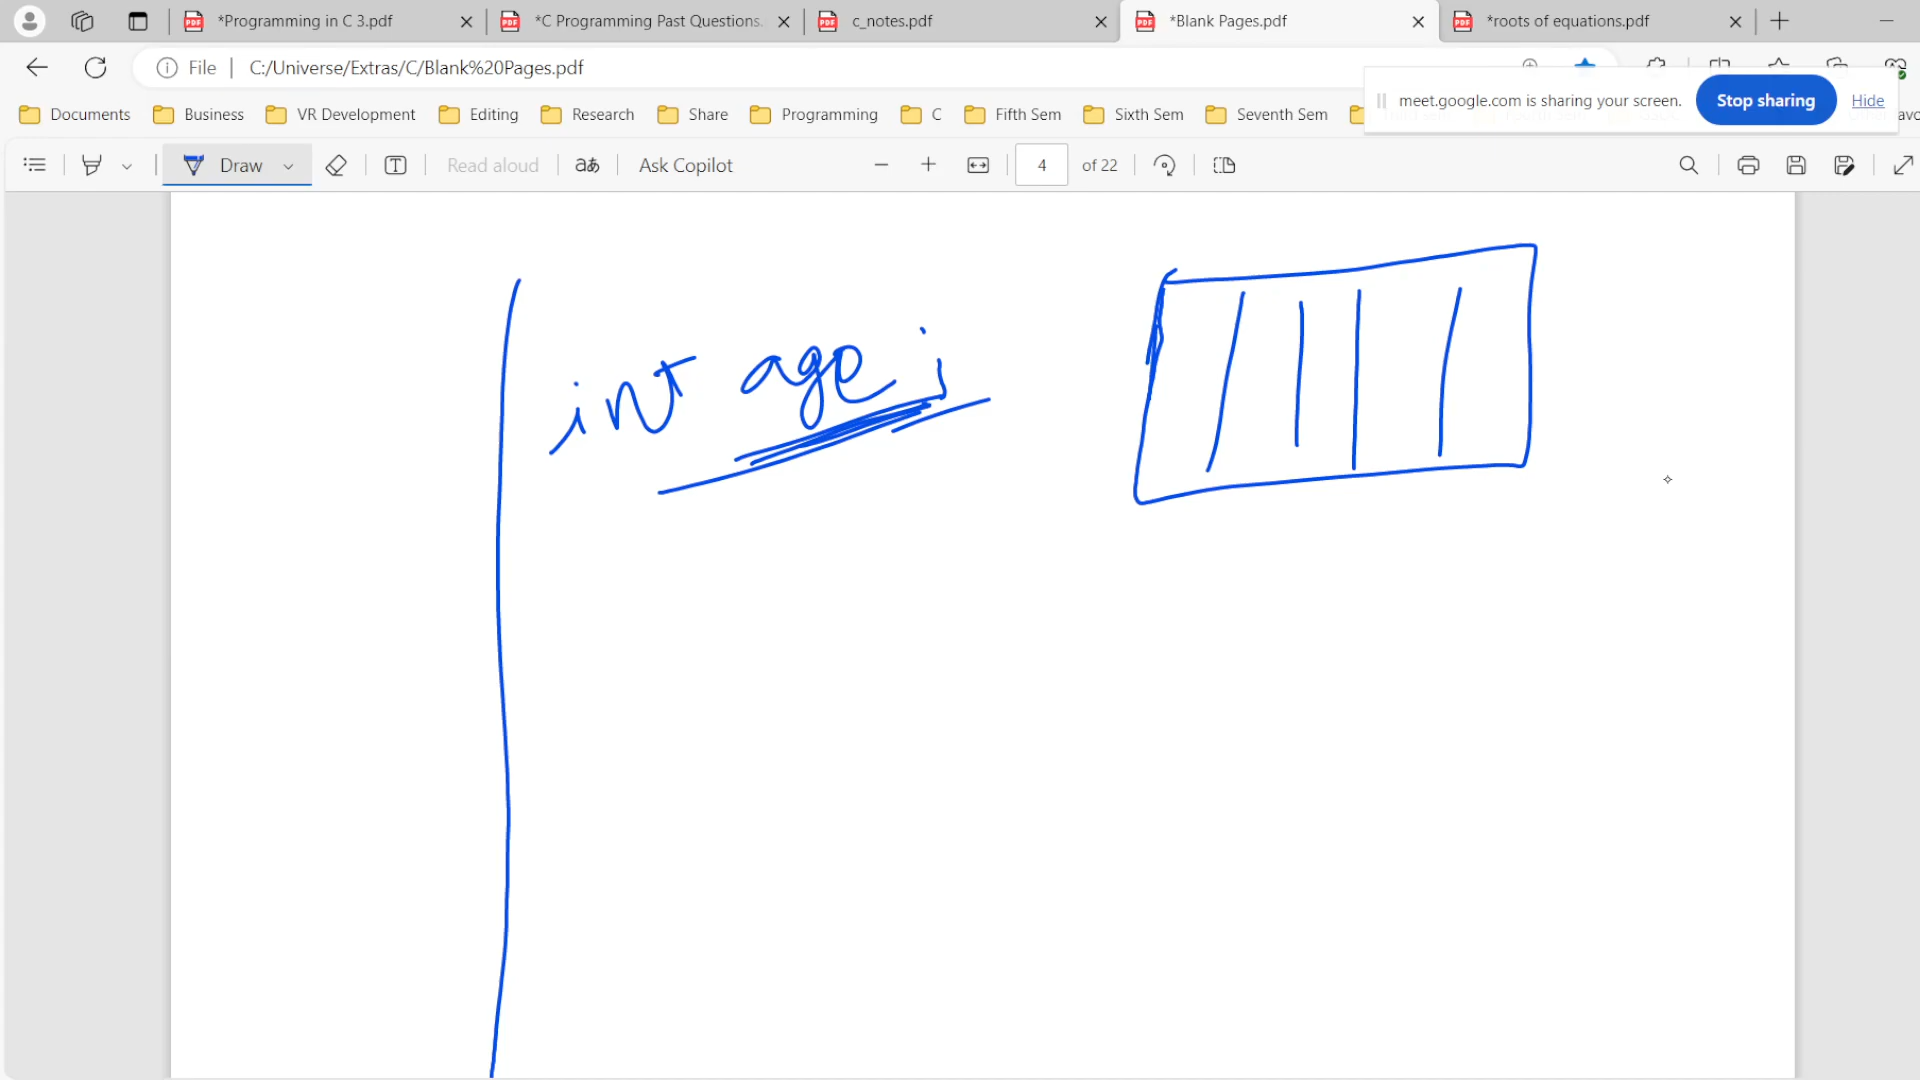 *Programming in C 3.pdf
*C Programming Past Questions.
c_notes.pdf
*Blank Pages.pdf
*roots of equations.pdf
File
C:/Universe/Extras/C/Blank%20Pages.pdf
meet.google.com is sharing your screen.
Stop sharing
Hide
Documents
Business
VR Development
Editing
Research
Share
Programming
C
Fifth Sem
Sixth Sem
Seventh Sem
Draw
Read aloud
aあ
Ask Copilot
4
of 22
int age ;